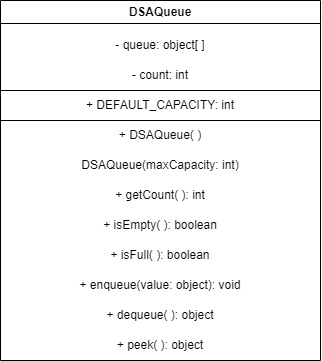 DSAQueue
- queue: object[ ]
- count: int
+ DEFAULT_CAPACITY: int
+ DSAQueue( )
DSAQueue(maxCapacity: int)
+ getCount( ): int
+ isEmpty( ): boolean
+ isFull( ): boolean
+ enqueue(value: object): void
+ dequeue( ): object
+ peek( ): object